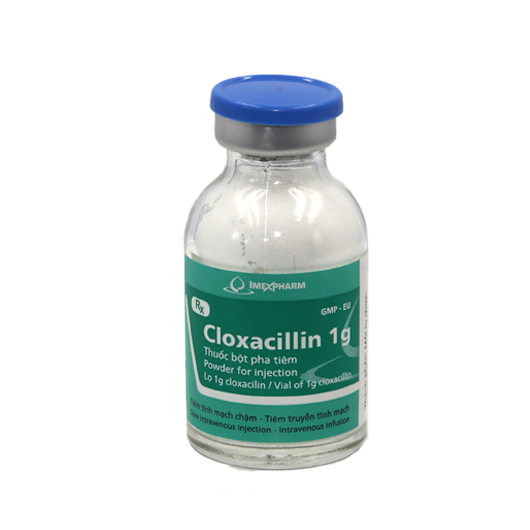 IMEXPHARM
GMP - EU
Rx
Cloxacillin 1g
Thuốc bột pha tiêm
Powder for injection
Lọ 1g cloxacilin / Vial of 1g cloxacillin
Tiêm tĩnh mạch chậm - Tiêm truyền tĩnh mạch
Slow intravenous injection - Intravenous Infusion